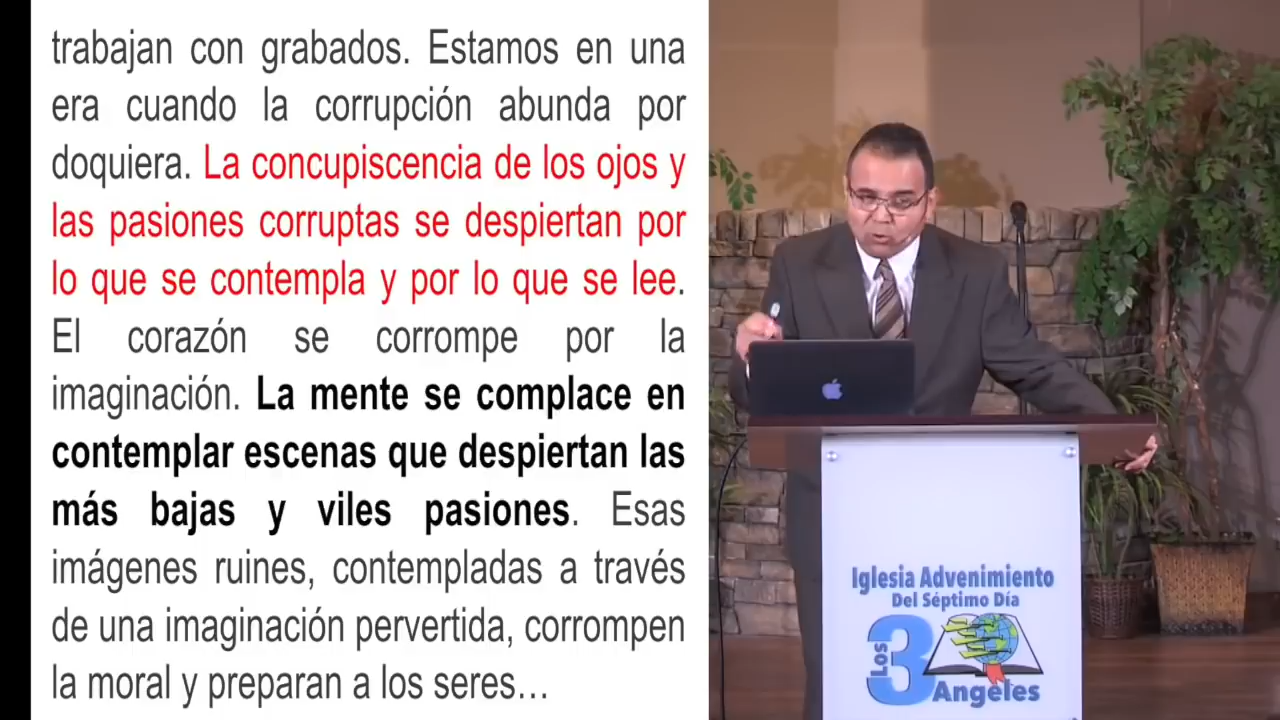 trabajan con grabados. Estamos en una
era cuando la corrupción abunda por
doquiera. La concupiscencia de los ojos y
las pasiones corruptas se despiertan por
lo que se contempla y por lo que se lee.
El corazón se corrompe por la
imaginación. La mente se complace en
contemplar escenas que despiertan las
más bajas y viles pasiones. Esas
imágenes ruines, contempladas a través
de una imaginación pervertida, corrompen
la moral y preparan a los seres…
Iglesia Advenimiento
Del Séptimo Día
Los 3
Angeles